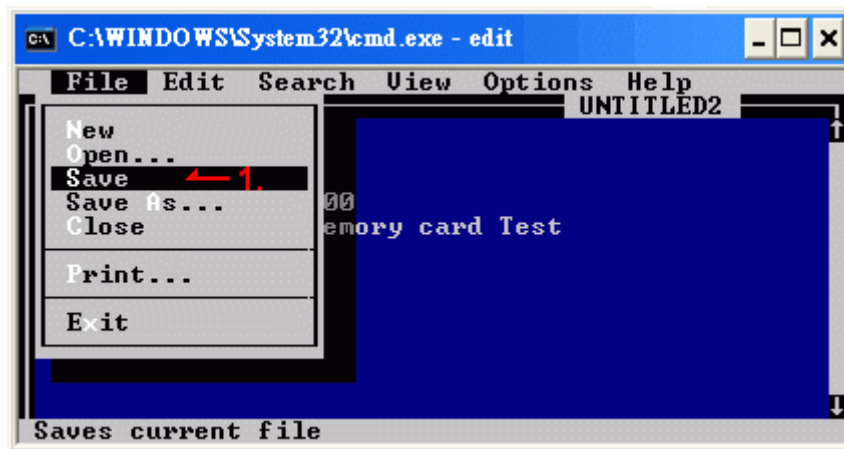 C:\WINDOWS\System32\cmd.exe - edit
File Edit Search View Options Help
UNTITLED2
New
Open...
Save 1.
Save As... 00
Close emory card Test
Print...
Exit
Saves current file